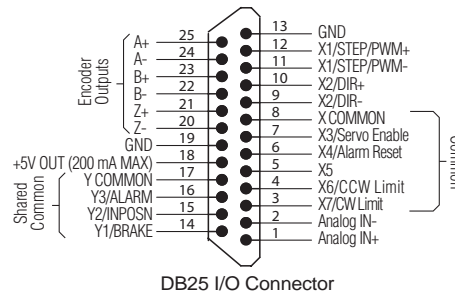 Encoder
Outputs
A+ 25
A- 24
B+ 23
B- 22
Z+ 21
Z- 20
GND 19
+5V OUT (200 mA MAX) 18
Shared
Common
Y COMMON 17
Y3/ALARM 16
Y2/INPOSN 15
Y1/BRAKE 14
13 GND
12 X1/STEP/PWM+
11 X1/STEP/PWM-
10 X2/DIR+
9 X2/DIR-
8 X COMMON
7 X3/Servo Enable
6 X4/Alarm Reset
5 X5
4 X6/CCW Limit
3 X7/CW Limit
2 Analog IN-
1 Analog IN+
DB25 I/O Connector